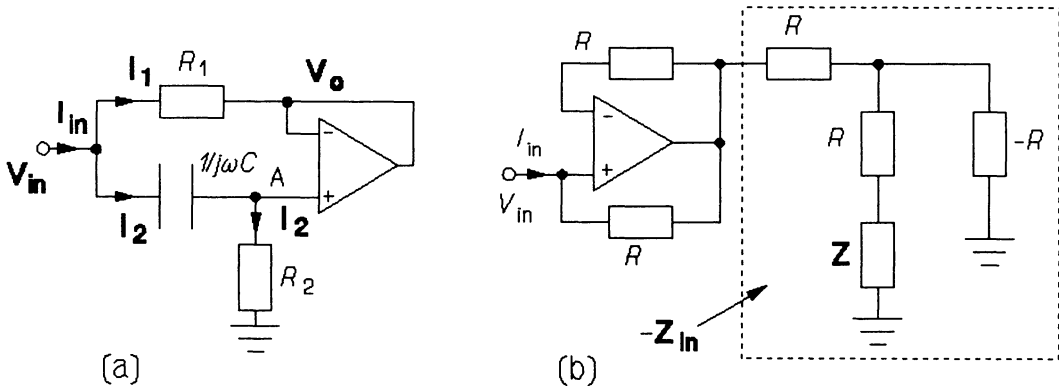 I1
R1
Vo
Iin
Vin
1/jωC
A
I2
I2
R2
−
+
(a)
R
R
−
+
Iin
Vin
R
R
-R
Z
-Zin
(b)